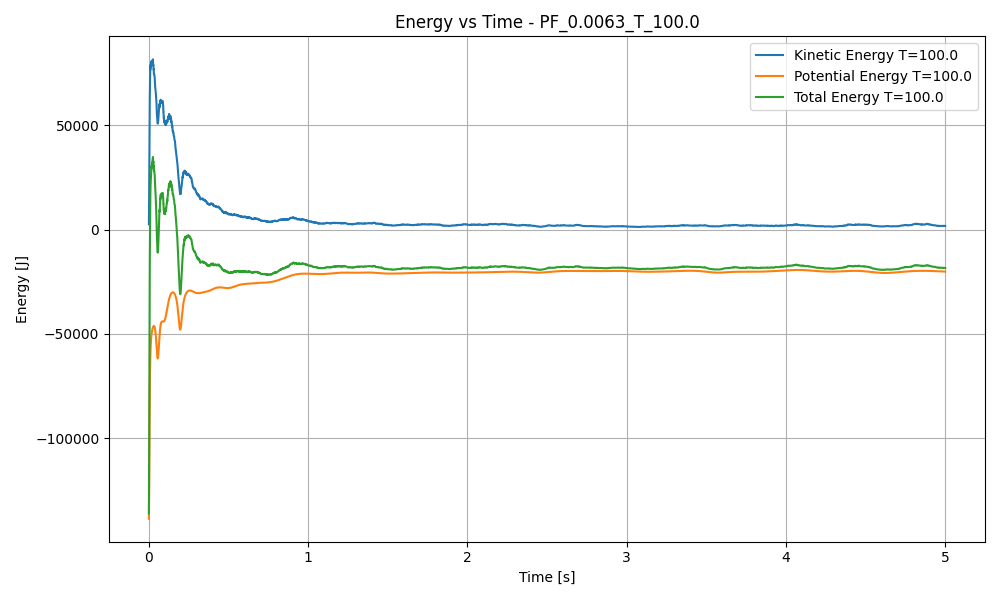 Energy vs Time - PF_0.0063_T_100.0
Kinetic Energy T=100.0
Potential Energy T=100.0
Total Energy T=100.0
Energy [J]
50000
0
−50000
−100000
0 1 2 3 4 5
Time [s]